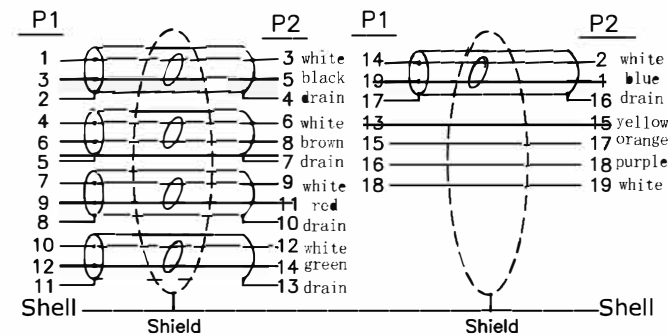 P1 P2
1 3 white
3 5 black
2 4 drain
4 6 white
6 8 brown
5 7 drain
7 9 white
9 11 red
8 10 drain
10 12 white
12 14 green
11 13 drain
P1 P2
14 2 white
19 1 blue
17 16 drain
13 15 yellow
15 17 orange
16 18 purple
18 19 white
Shell Shell
Shield Shield